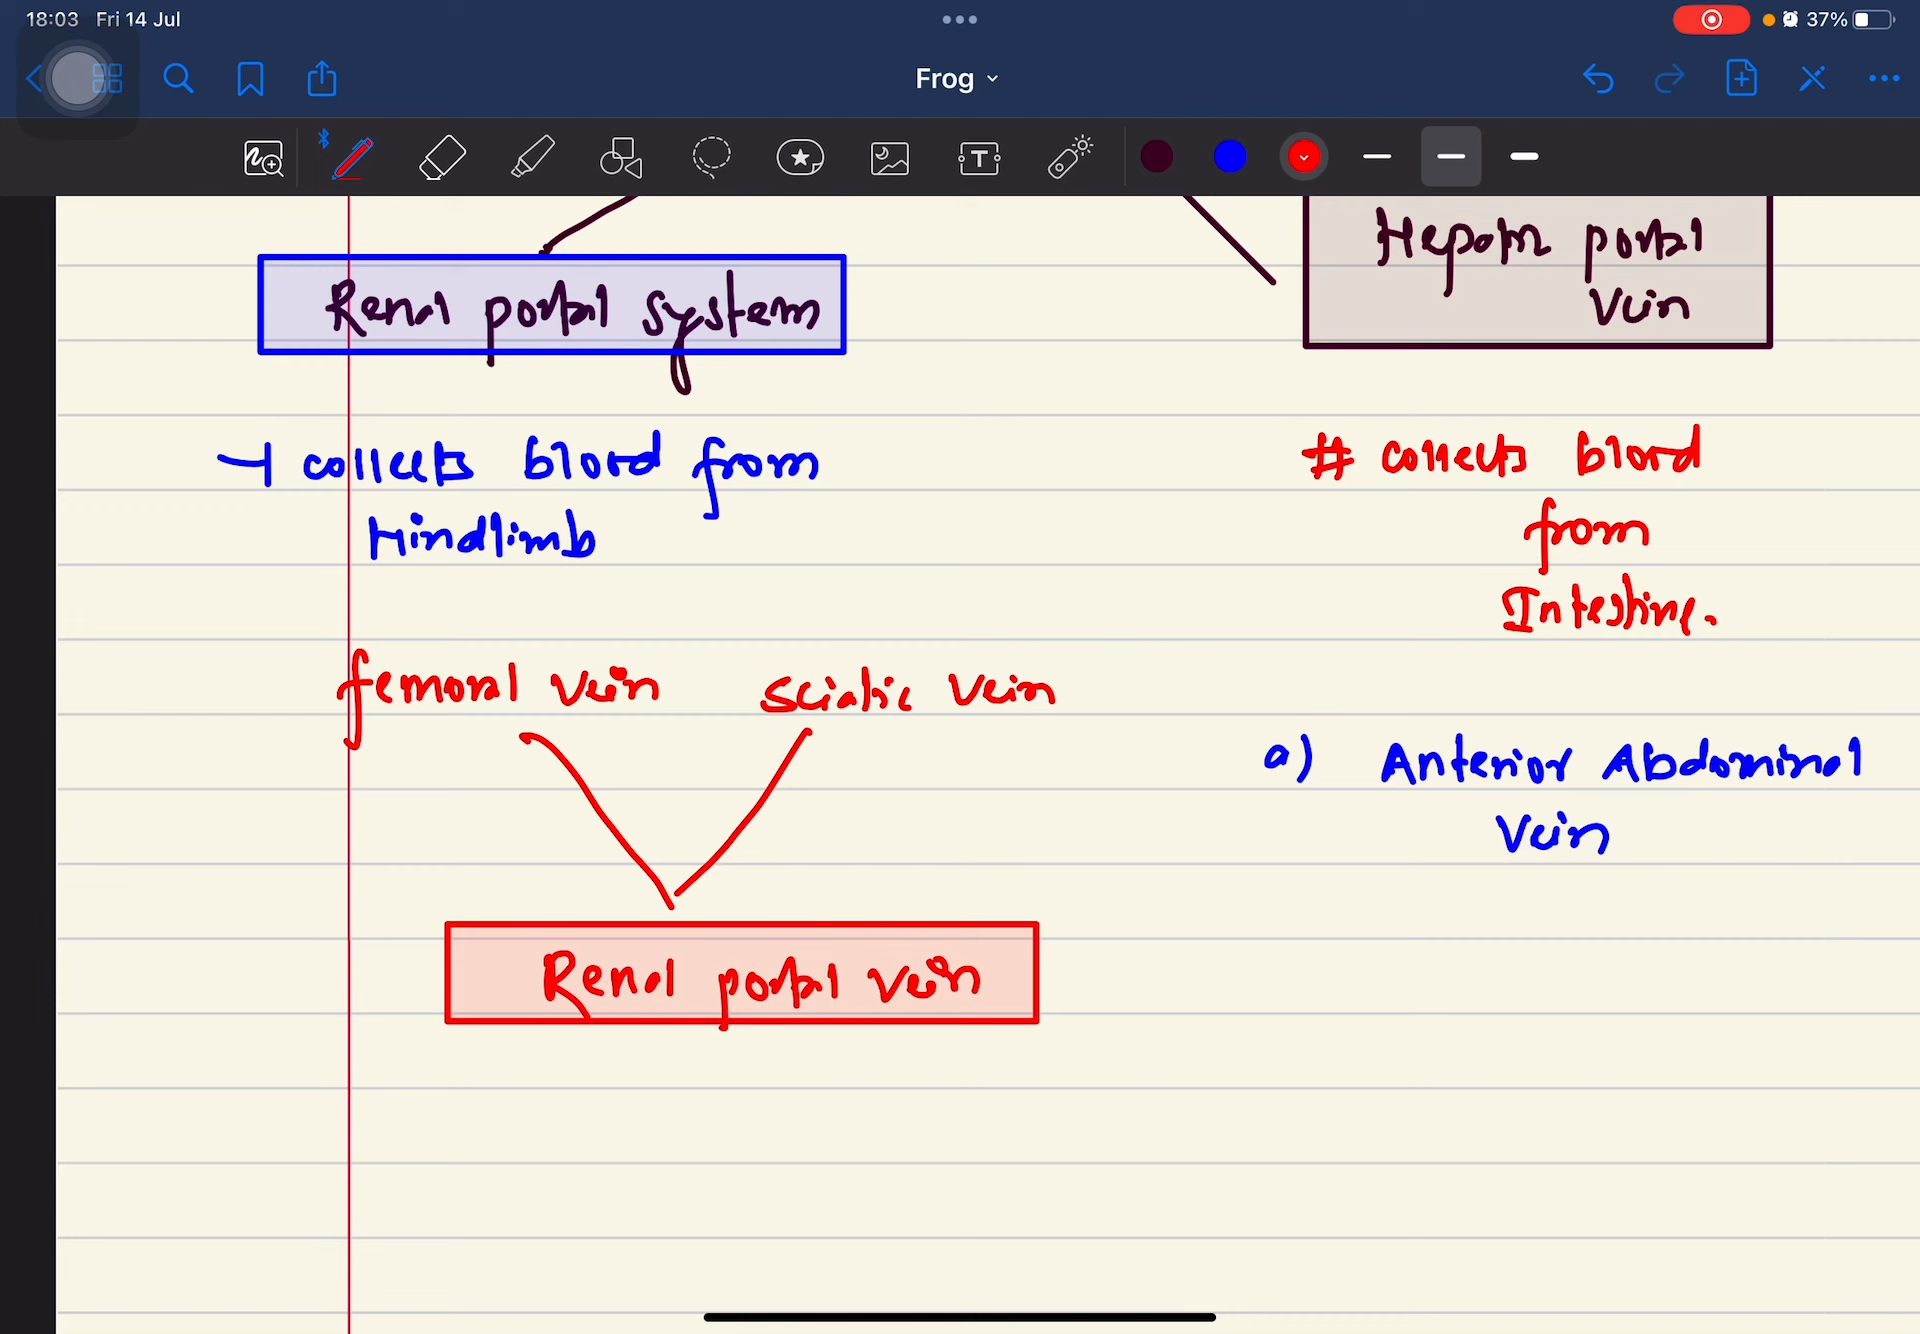 18:03 Fri 14 Jul
37%
Frog
T
Renal portal system
Hepatic portal
vein
collects blood from
Hindlimb
# collects blood
from
Intestine.
femoral vein
sciatic vein
a) Anterior Abdominal
Vein
Renal portal vein